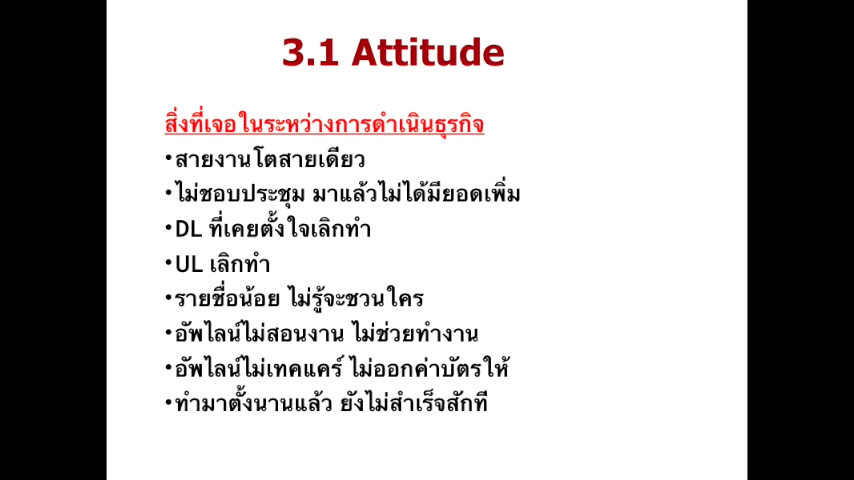 3.1 Attitude
สิ่งที่เจอในระหว่างการดำเนินธุรกิจ
•สายงานโตสายเดียว
•ไม่ชอบประชุม มาแล้วไม่ได้มียอดเพิ่ม
•DL ที่เคยตั้งใจเลิกทำ
•UL เลิกทำ
•รายชื่อน้อย ไม่รู้จะชวนใคร
•อัพไลน์ไม่สอนงาน ไม่ช่วยทำงาน
•อัพไลน์ไม่เทคแคร์ ไม่ออกค่าบัตรให้
•ทำมาตั้งนานแล้ว ยังไม่สำเร็จสักที